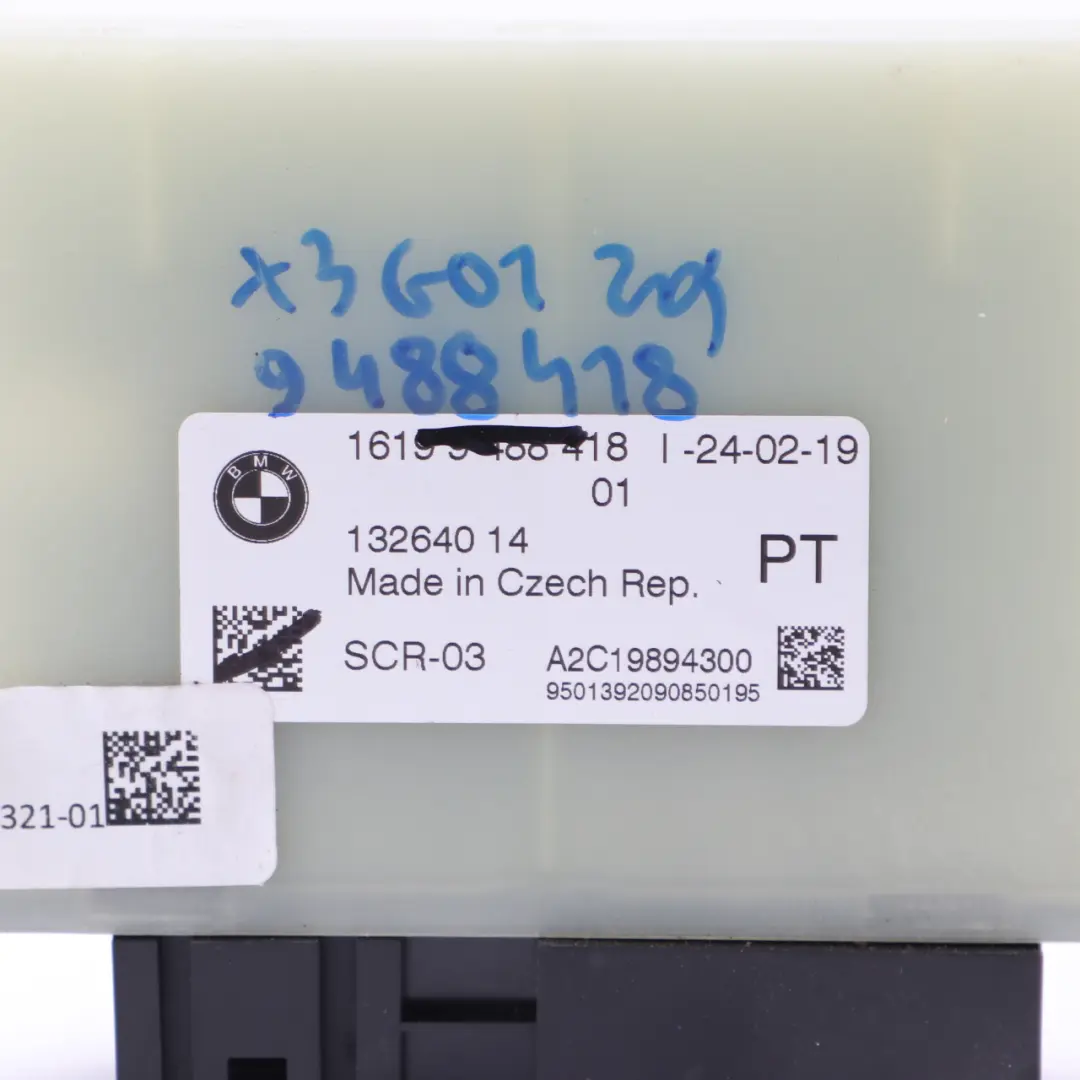 X3 G01 20d
9488418
1619 9 488 418 I -24-02-19
01
BMW
132640 14
PT
Made in Czech Rep.
SCR-03
A2C19894300
9501392090850195
321-01